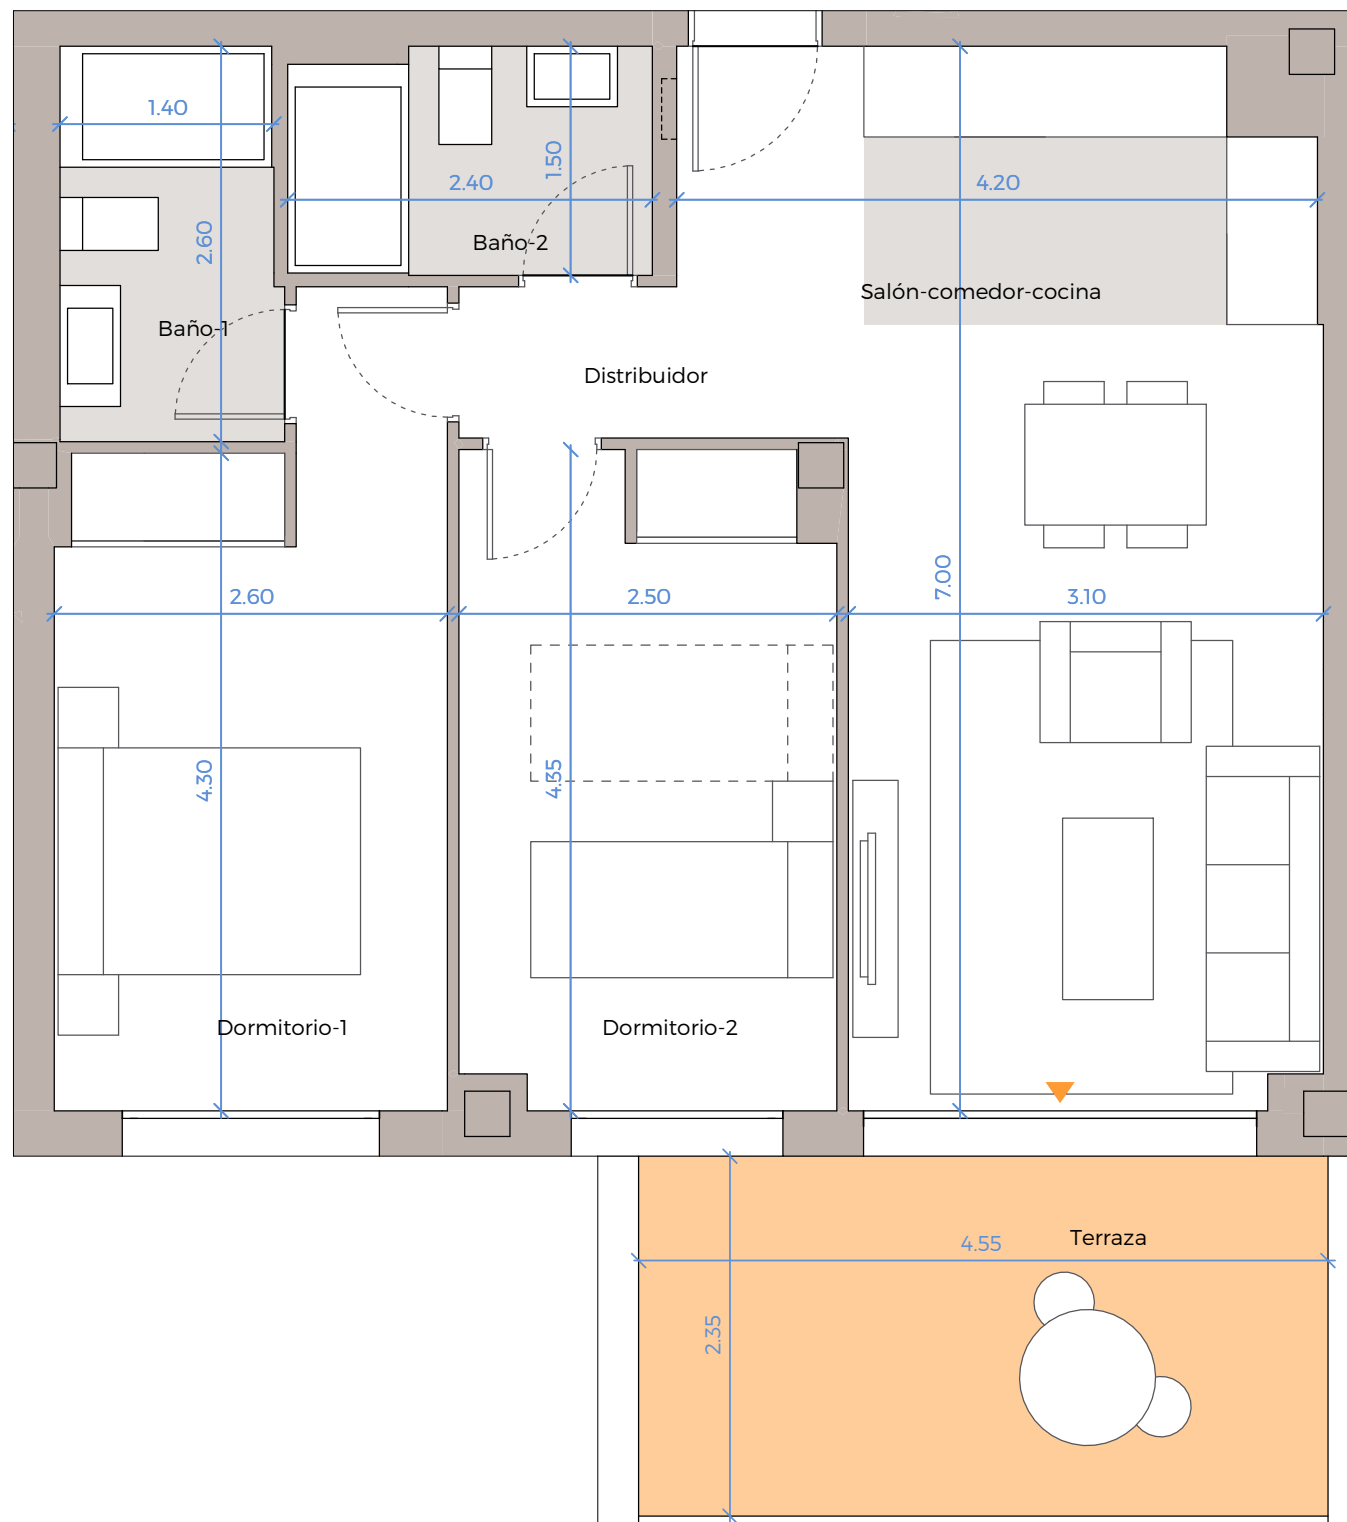 1.40
2.60
2.40
1.50
4.20
Baño-2
Salón-comedor-cocina
Baño-1
Distribuidor
7.00
2.60
2.50
3.10
4.30
4.35
Dormitorio-1
Dormitorio-2
Terraza
4.55
2.35